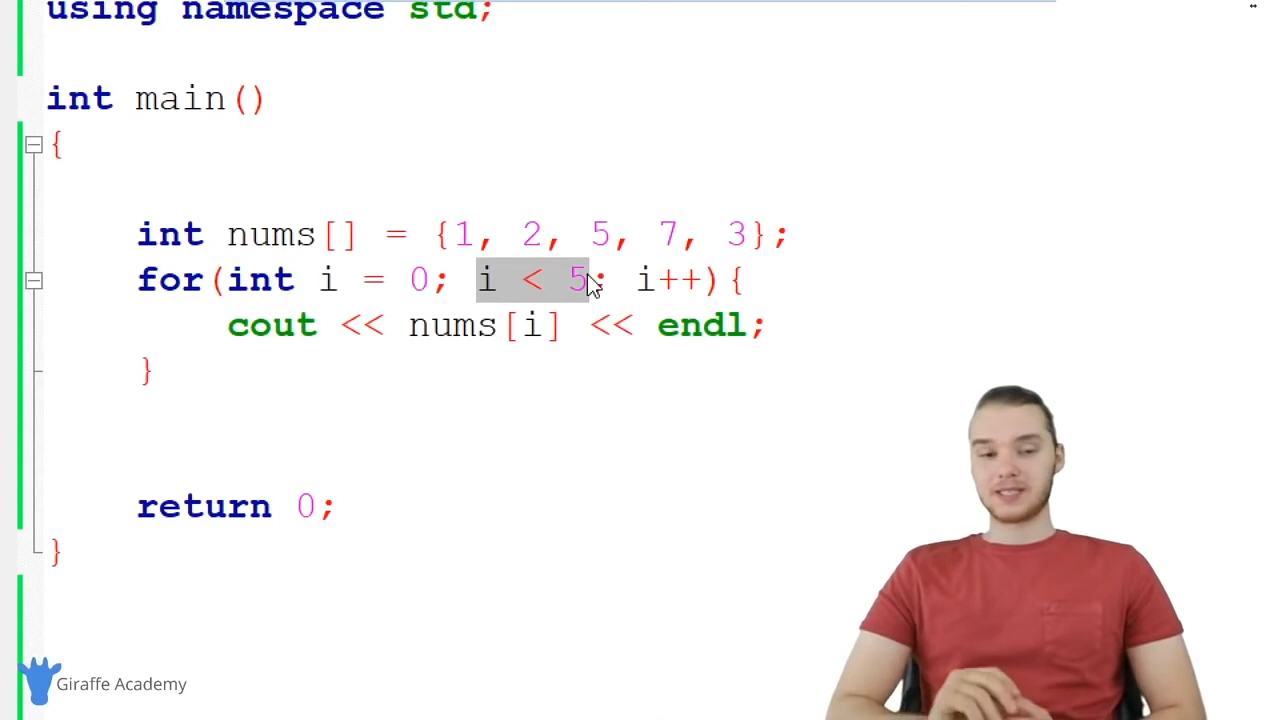 using namespace std;
int main()
{
int nums[] = {1, 2, 5, 7, 3};
for(int i = 0; i < 5; i++){
cout << nums[i] << endl;
}
return 0;
}
Giraffe Academy